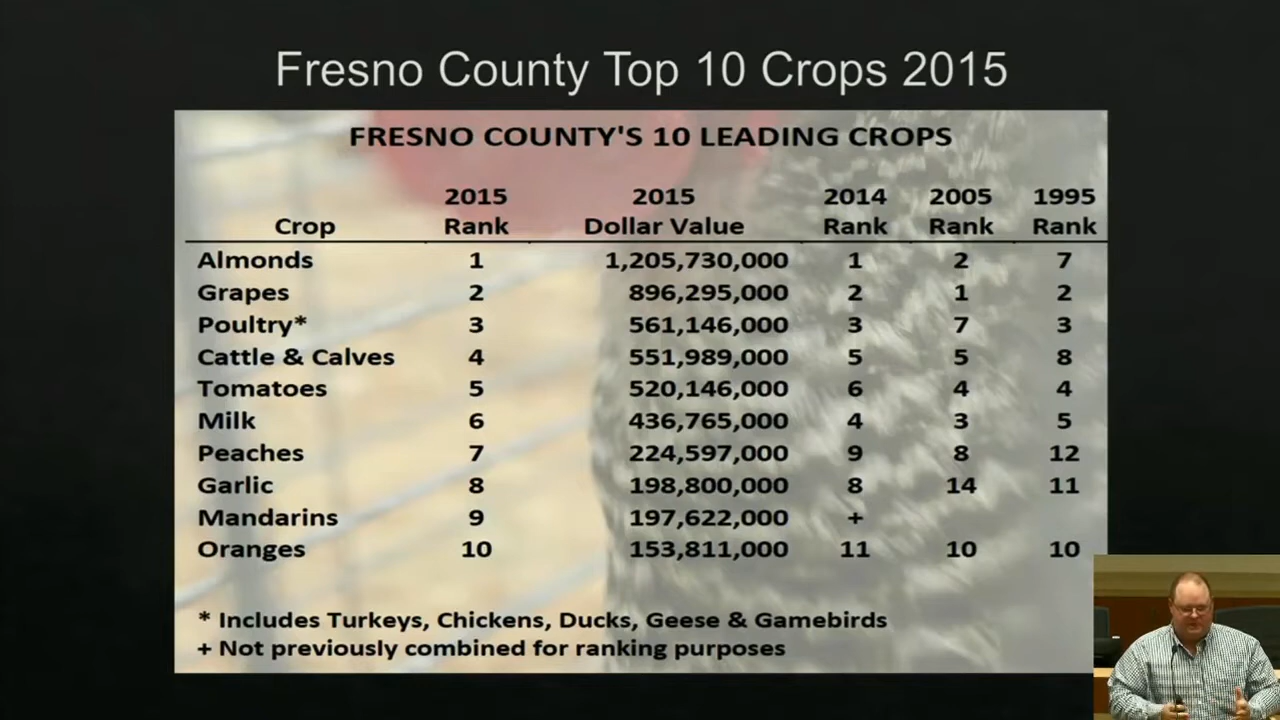 Fresno County Top 10 Crops 2015
FRESNO COUNTY'S 10 LEADING CROPS
2015 2015 2014 2005 1995
Crop Rank Dollar Value Rank Rank Rank
Almonds 1 1,205,730,000 1 2 7
Grapes 2 896,295,000 2 1 2
Poultry* 3 561,146,000 3 7 3
Cattle & Calves 4 551,989,000 5 5 8
Tomatoes 5 520,146,000 6 4 4
Milk 6 436,765,000 4 3 5
Peaches 7 224,597,000 9 8 12
Garlic 8 198,800,000 8 14 11
Mandarins 9 197,622,000 +
Oranges 10 153,811,000 11 10 10
* Includes Turkeys, Chickens, Ducks, Geese & Gamebirds
+ Not previously combined for ranking purposes